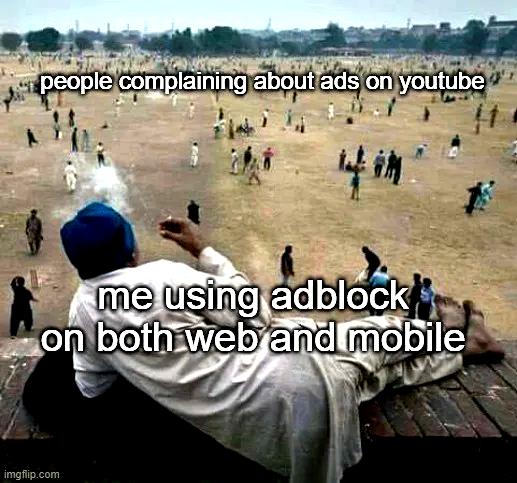 people complaining about ads on youtube
me using adblock
on both web and mobile
imgflip.com